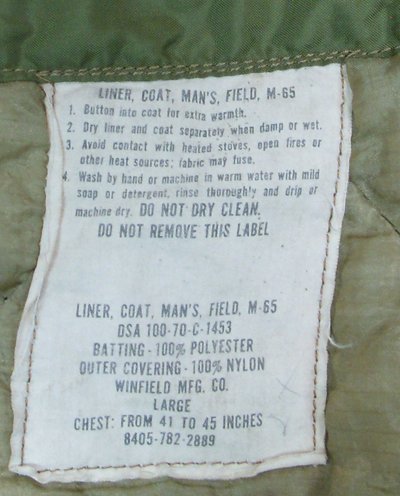 LINER, COAT, MAN'S, FIELD, M-65
1. Button into coat for extra warmth.
2. Dry liner and coat separately when damp or wet.
3. Avoid contact with heated stoves, open fires or
other heat sources; fabric may fuse.
4. Wash by hand or machine in warm water with mild
soap or detergent, rinse thoroughly and drip or
machine dry. DO NOT DRY CLEAN.
DO NOT REMOVE THIS LABEL
LINER, COAT, MAN'S, FIELD, M-65
DSA 100-70-C-1453
BATTING - 100% POLYESTER
OUTER COVERING - 100% NYLON
WINFIELD MFG. CO.
LARGE
CHEST: FROM 41 TO 45 INCHES
8405-782-2889